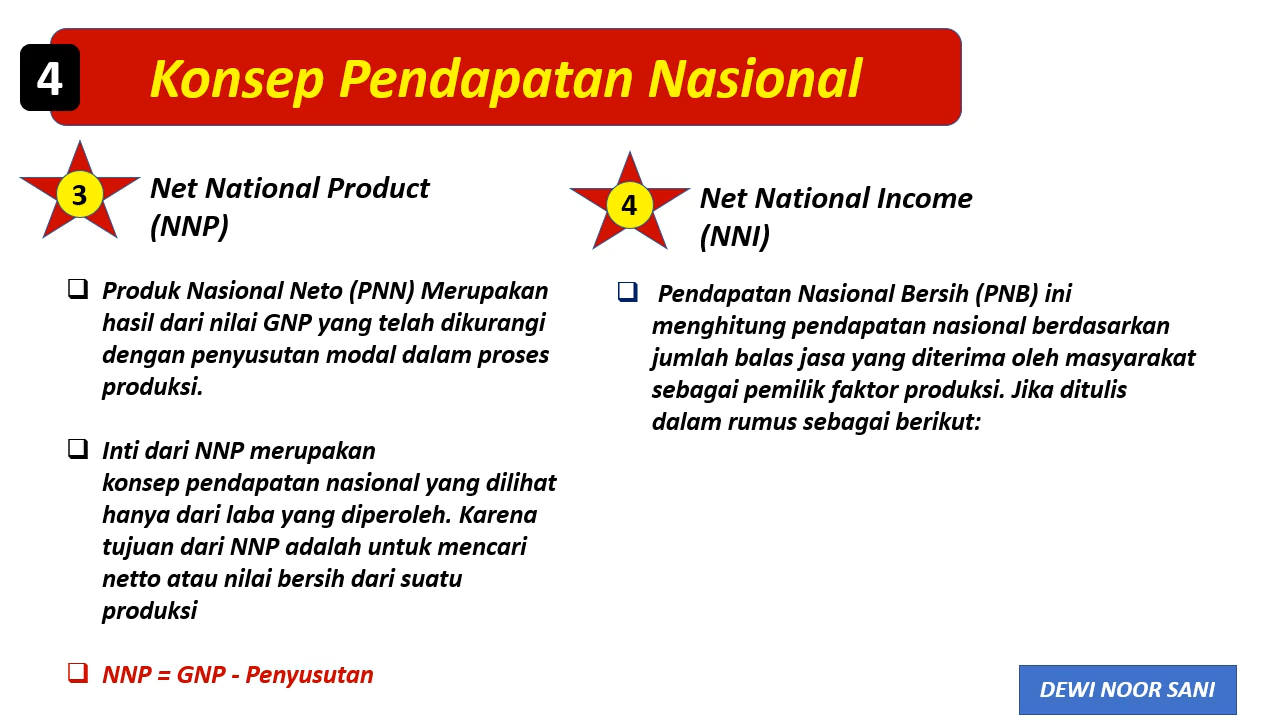 4
Konsep Pendapatan Nasional
3
Net National Product
(NNP)
❑ Produk Nasional Neto (PNN) Merupakan
hasil dari nilai GNP yang telah dikurangi
dengan penyusutan modal dalam proses
produksi.
❑ Inti dari NNP merupakan
konsep pendapatan nasional yang dilihat
hanya dari laba yang diperoleh. Karena
tujuan dari NNP adalah untuk mencari
netto atau nilai bersih dari suatu
produksi
❑ NNP = GNP - Penyusutan
4
Net National Income
(NNI)
❑ Pendapatan Nasional Bersih (PNB) ini
menghitung pendapatan nasional berdasarkan
jumlah balas jasa yang diterima oleh masyarakat
sebagai pemilik faktor produksi. Jika ditulis
dalam rumus sebagai berikut:
DEWI NOOR SANI